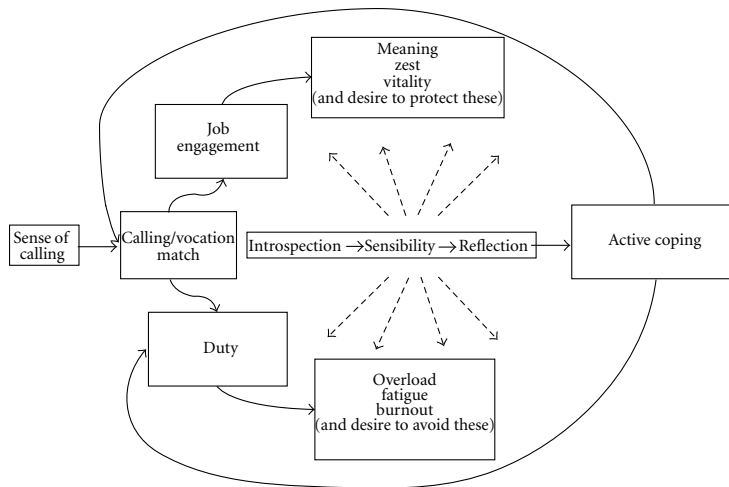 Meaning
zest
vitality
(and desire to protect these)
Job
engagement
Sense of
calling
Calling/vocation
match
Introspection → Sensibility → Reflection
Active coping
Duty
Overload
fatigue
burnout
(and desire to avoid these)